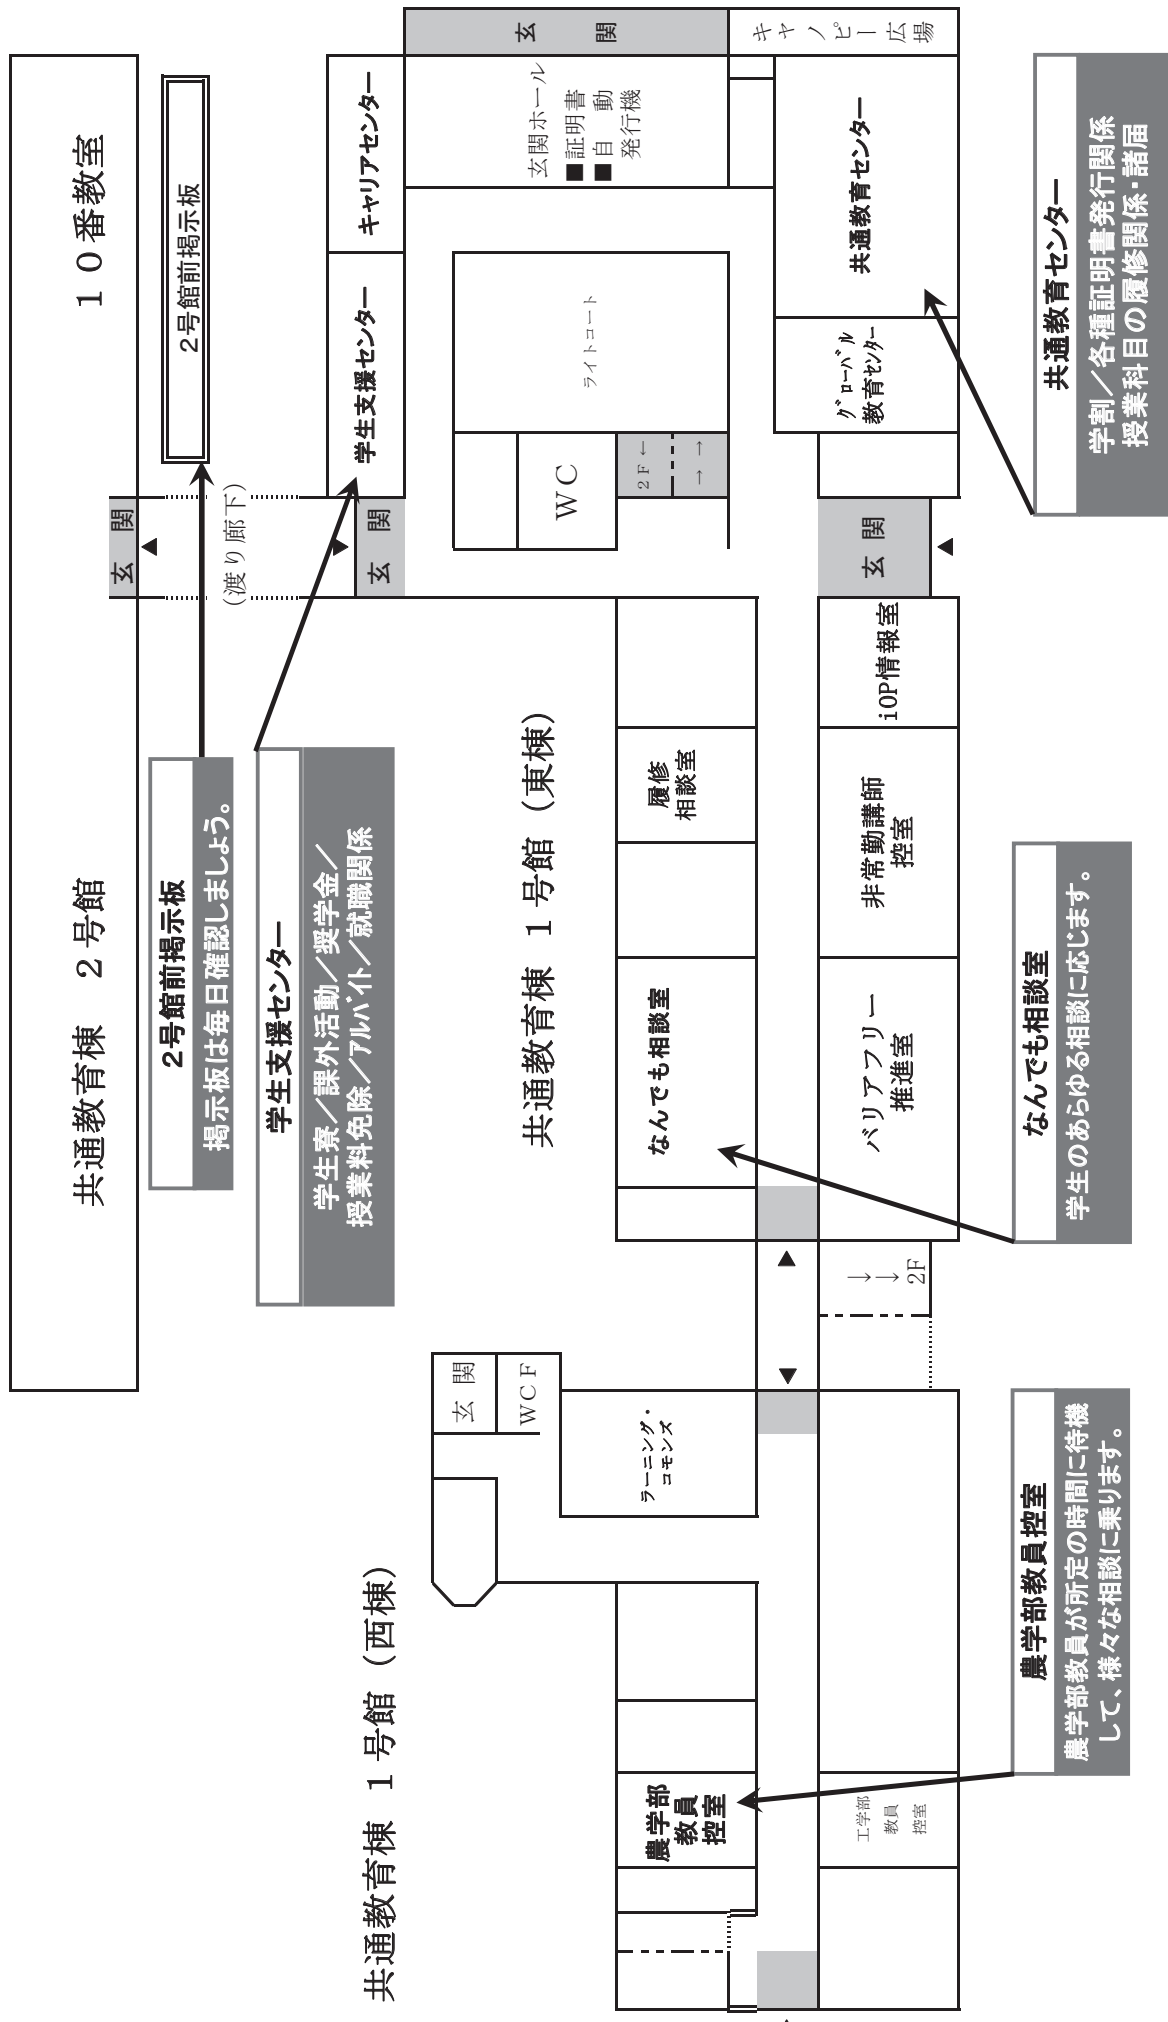 共通教育棟 2号館
10番教室
2号館前掲示板
2号館前掲示板
掲示板は毎日確認しましょう。
玄関
(渡り廊下)
学生支援センター
学生寮/課外活動/奨学金/
授業料免除/アルバイト/就職関係
学生支援センター
キャリアセンター
玄関
玄関
キャノピー広場
玄関ホール
■証明書
■自動
発行機
ライトコート
WC
2F←
→→
共通教育棟 1号館(西棟)
共通教育棟 1号館(東棟)
玄関
WCF
ラーニング・
コモンズ
農学部
教員
控室
なんでも相談室
履修
相談室
グローバル
教育センター
共通教育センター
工学部
教員
控室
↓
↓
2F
バリアフリー
推進室
非常勤講師
控室
iOP情報室
玄関
農学部教員控室
農学部教員が所定の時間に待機
して、様々な相談に乗ります。
なんでも相談室
学生のあらゆる相談に応じます。
共通教育センター
学割/各種証明書発行関係
授業科目の履修関係・諸届